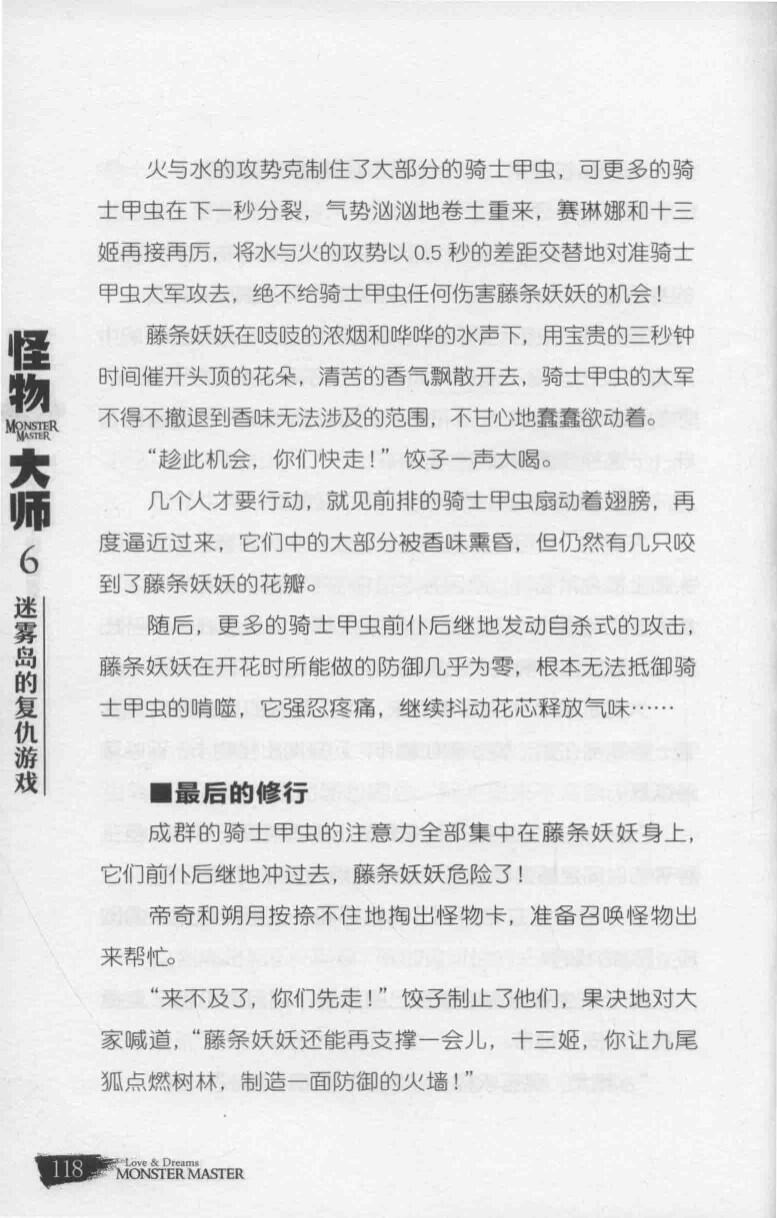 火与水的攻势克制住了大部分的骑士甲虫，可更多的骑
士甲虫在下一秒分裂，气势汹汹地卷土重来，赛琳娜和十三
姬再接再厉，将水与火的攻势以0.5秒的差距交替地对准骑士
甲虫大军攻去，绝不给骑士甲虫任何伤害藤条妖妖的机会！
藤条妖妖在吱吱的浓烟和哗哗的水声下，用宝贵的三秒钟
时间催开头顶的花朵，清苦的香气飘散开去，骑士甲虫的大军
不得不撤退到香味无法涉及的范围，不甘心地蠢蠢欲动着。
“趁此机会，你们快走！”饺子一声大喝。
几个人才要行动，就见前排的骑士甲虫扇动着翅膀，再
度逼近过来，它们中的大部分被香味熏昏，但仍然有几只咬
到了藤条妖妖的花瓣。
随后，更多的骑士甲虫前仆后继地发动自杀式的攻击，
藤条妖妖在开花时所能做的防御几乎为零，根本无法抵御骑
士甲虫的啃噬，它强忍疼痛，继续抖动花芯释放气味……
■最后的修行
成群的骑士甲虫的注意力全部集中在藤条妖妖身上，
它们前仆后继地冲过去，藤条妖妖危险了！
帝奇和朔月按捺不住地掏出怪物卡，准备召唤怪物出
来帮忙。
“来不及了，你们先走！”饺子制止了他们，果决地对大
家喊道，“藤条妖妖还能再支撑一会儿，十三姬，你让九尾
狐点燃树林，制造一面防御的火墙！”
怪物
MONSTER
MASTER
大师
6
迷雾岛的复仇游戏
118
Love & Dreams
MONSTER MASTER